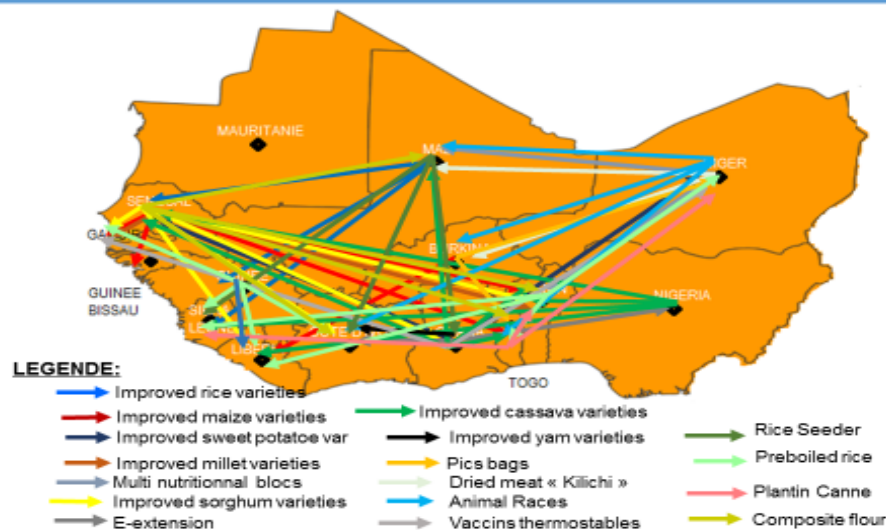 MAURITANIE
NIGER
SENEGAL
GUINEE
BISSAU
NIGERIA
TOGO
LEGENDE:
Improved rice varieties
Improved maize varieties
Improved cassava varieties
Improved sweet potatoe var
Improved yam varieties
Rice Seeder
Improved millet varieties
Pics bags
Preboiled rice
Multi nutritionnal blocs
Dried meat « Kilichi »
Improved sorghum varieties
Animal Races
Plantin Canne
E-extension
Vaccins thermostables
Composite flour